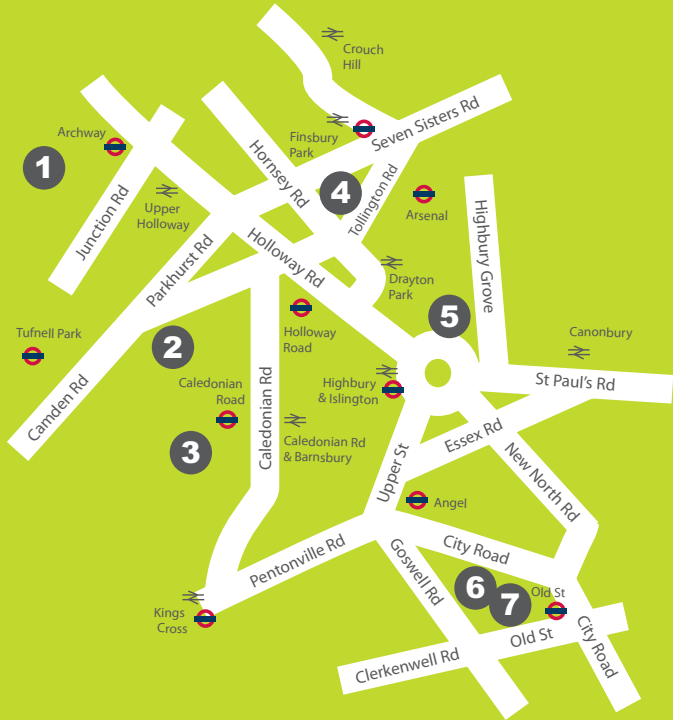 Crouch
Hill
Archway
Finsbury
Park
Seven Sisters Rd
1
Hornsey Rd
4
Tollington Rd
Arsenal
Junction Rd
Upper
Holloway
Highbury Grove
Parkhurst Rd
Holloway Rd
Drayton
Park
5
Tufnell Park
2
Holloway
Road
Canonbury
Camden Rd
Caledonian
Road
Caledonian Rd
Highbury
& Islington
St Paul's Rd
3
Caledonian Rd
& Barnsbury
Essex Rd
Upper St
New North Rd
Angel
Pentonville Rd
City Road
Goswell Rd
6
7
Old St
Kings
Cross
Old St
City Road
Clerkenwell Rd